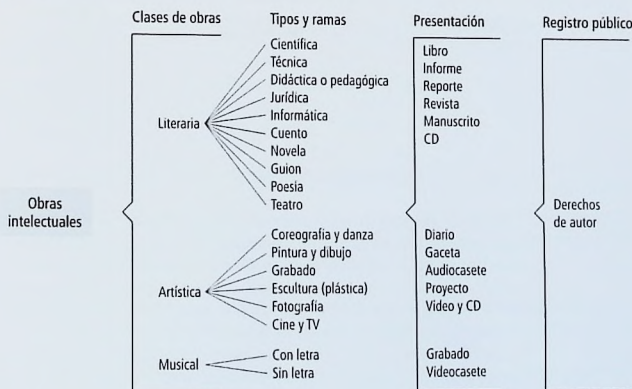 Clases de obras
Tipos y ramas
Presentación
Registro público
Obras
intelectuales
Literaria
Científica
Técnica
Didáctica o pedagógica
Jurídica
Informática
Cuento
Novela
Guion
Poesía
Teatro
Artística
Coreografía y danza
Pintura y dibujo
Grabado
Escultura (plástica)
Fotografía
Cine y TV
Musical
Con letra
Sin letra
Libro
Informe
Reporte
Revista
Manuscrito
CD
Diario
Gaceta
Audiocasete
Proyecto
Video y CD
Grabado
Videocasete
Derechos
de autor